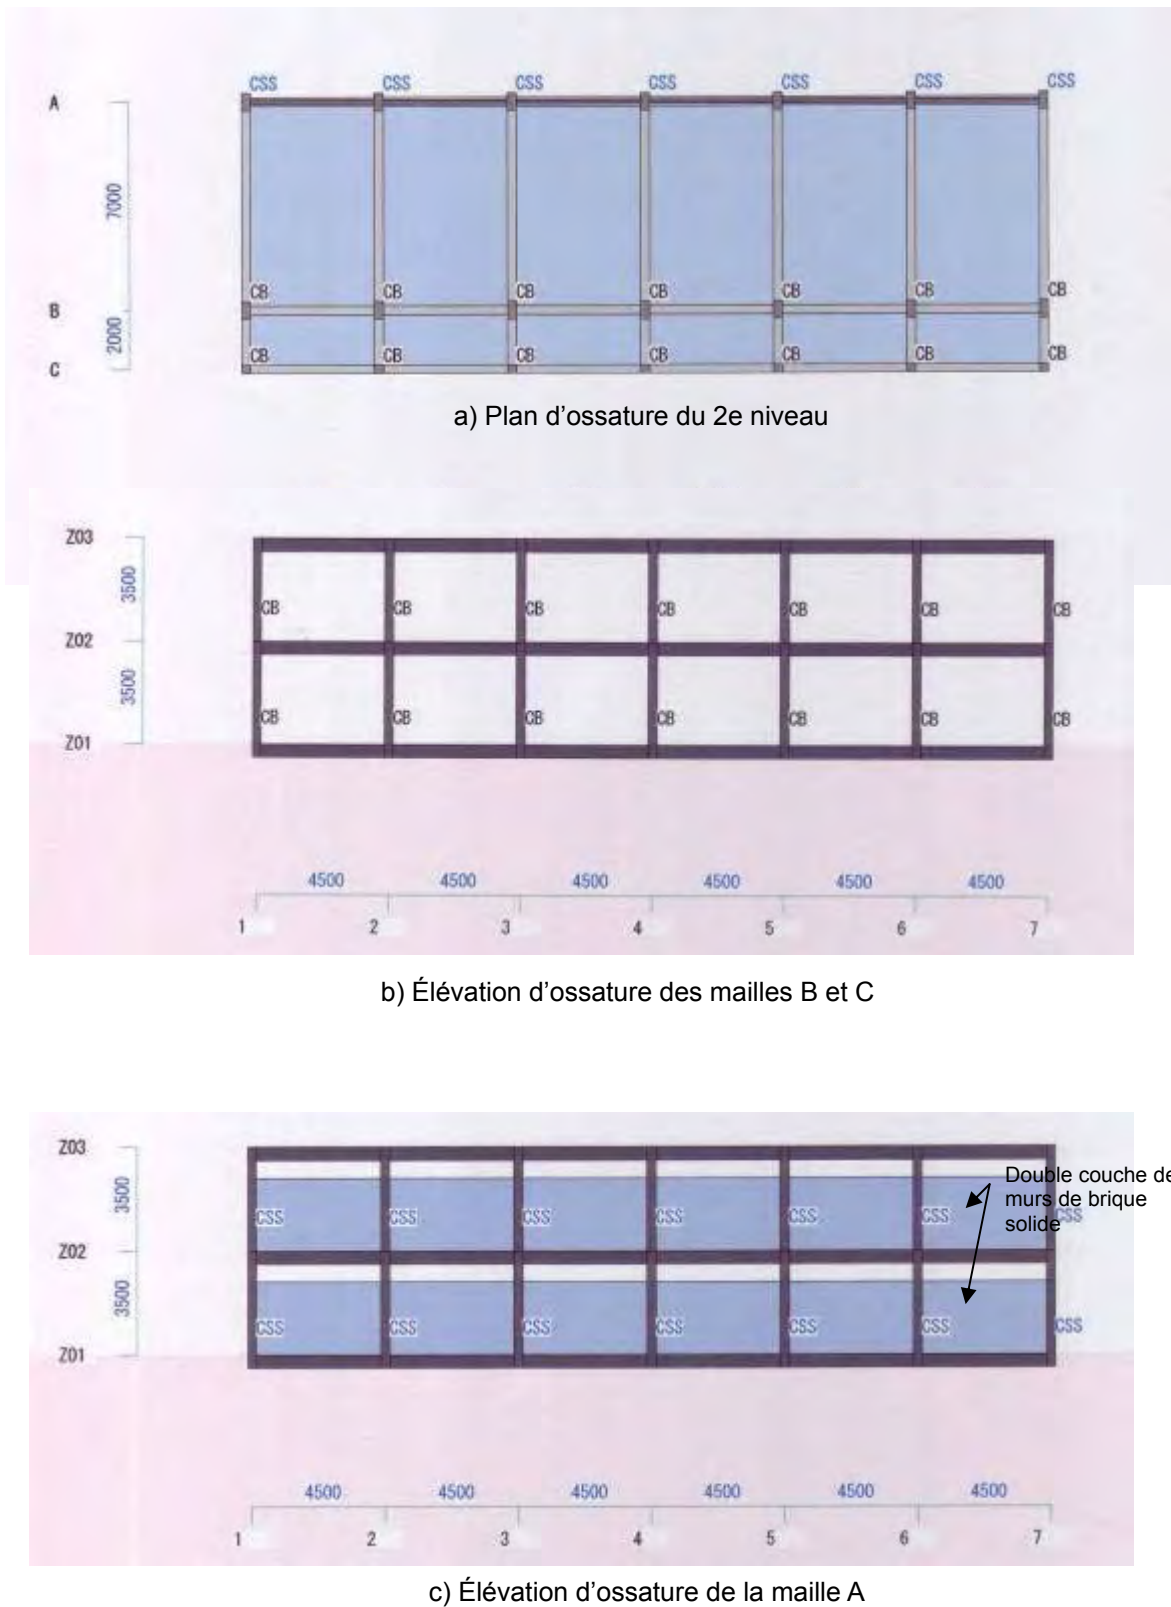 CSS CSS CSS CSS CSS CSS CSS
A
7000
CB CB CB CB CB CB CB
B
2000
CB CB CB CB CB CB CB
C
a) Plan d’ossature du 2e niveau
Z03
3500
CB CB CB CB CB CB CB
Z02
3500
CB CB CB CB CB CB CB
Z01
4500 4500 4500 4500 4500 4500
1 2 3 4 5 6 7
b) Élévation d’ossature des mailles B et C
Z03
Double couche de
murs de brique
solide
3500
CSS CSS CSS CSS CSS CSS CSS
Z02
3500
CSS CSS CSS CSS CSS CSS CSS
Z01
4500 4500 4500 4500 4500 4500
1 2 3 4 5 6 7
c) Élévation d’ossature de la maille A